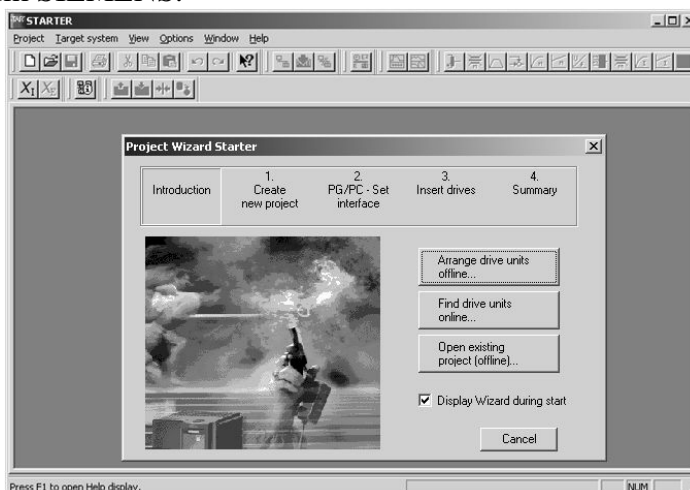 STARTER
Project Target system View Options Window Help
Project Wizard Starter
Introduction
1.
Create
new project
2.
PG/PC - Set
interface
3.
Insert drives
4.
Summary
Arrange drive units
offline...
Find drive units
online...
Open existing
project (offline)...
Display Wizard during start
Cancel
Press F1 to open Help display.
NUM